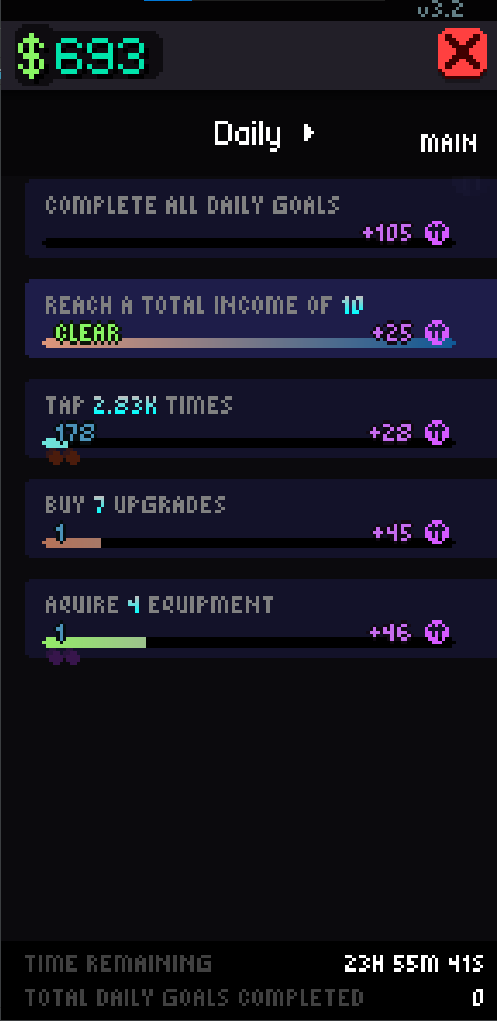 v3.2
$693
Daily
MAIN
COMPLETE ALL DAILY GOALS
+105
REACH A TOTAL INCOME OF 10
CLEAR +25
TAP 2.83K TIMES
178 +28
BUY 7 UPGRADES
1 +45
AQUIRE 4 EQUIPMENT
1 +46
TIME REMAINING 23H 55M 41S
TOTAL DAILY GOALS COMPLETED 0